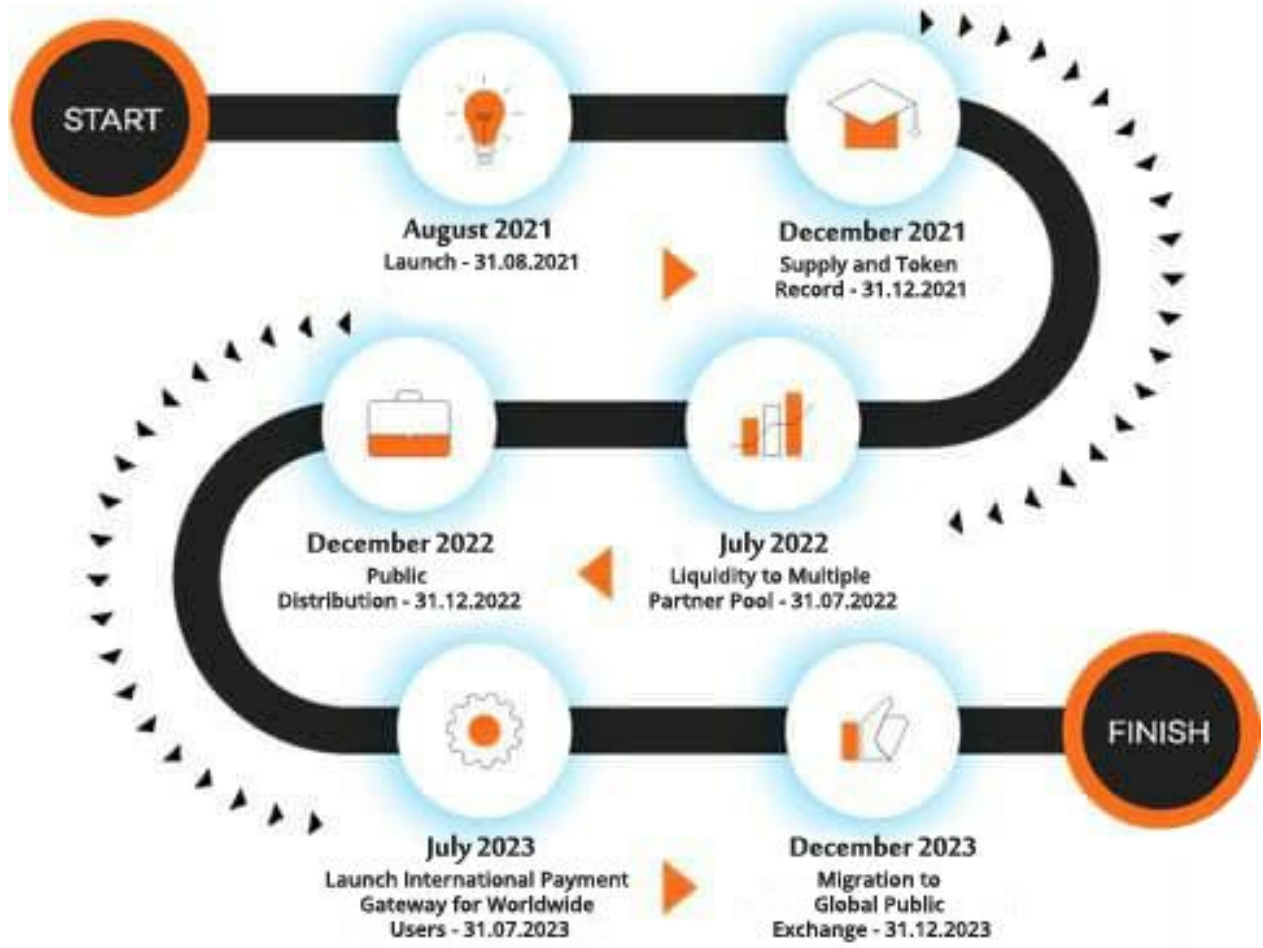 START
August 2021
Launch - 31.08.2021
December 2021
Supply and Token
Record - 31.12.2021
July 2022
Liquidity to Multiple
Partner Pool - 31.07.2022
December 2022
Public
Distribution - 31.12.2022
July 2023
Launch International Payment
Gateway for Worldwide
Users - 31.07.2023
December 2023
Migration to
Global Public
Exchange - 31.12.2023
FINISH